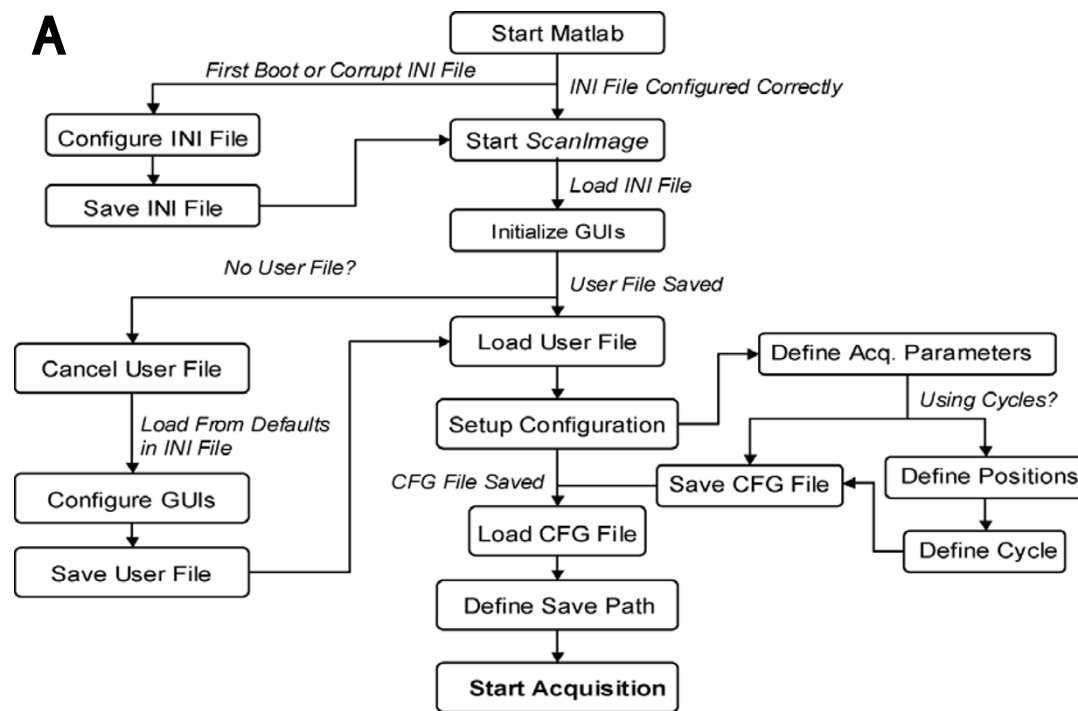 A
Start Matlab
First Boot or Corrupt INI File
INI File Configured Correctly
Configure INI File
Start ScanImage
Save INI File
Load INI File
Initialize GUIs
No User File?
User File Saved
Load User File
Define Acq. Parameters
Cancel User File
Setup Configuration
Using Cycles?
Load From Defaults
in INI File
CFG File Saved
Save CFG File
Define Positions
Configure GUIs
Load CFG File
Define Cycle
Save User File
Define Save Path
Start Acquisition